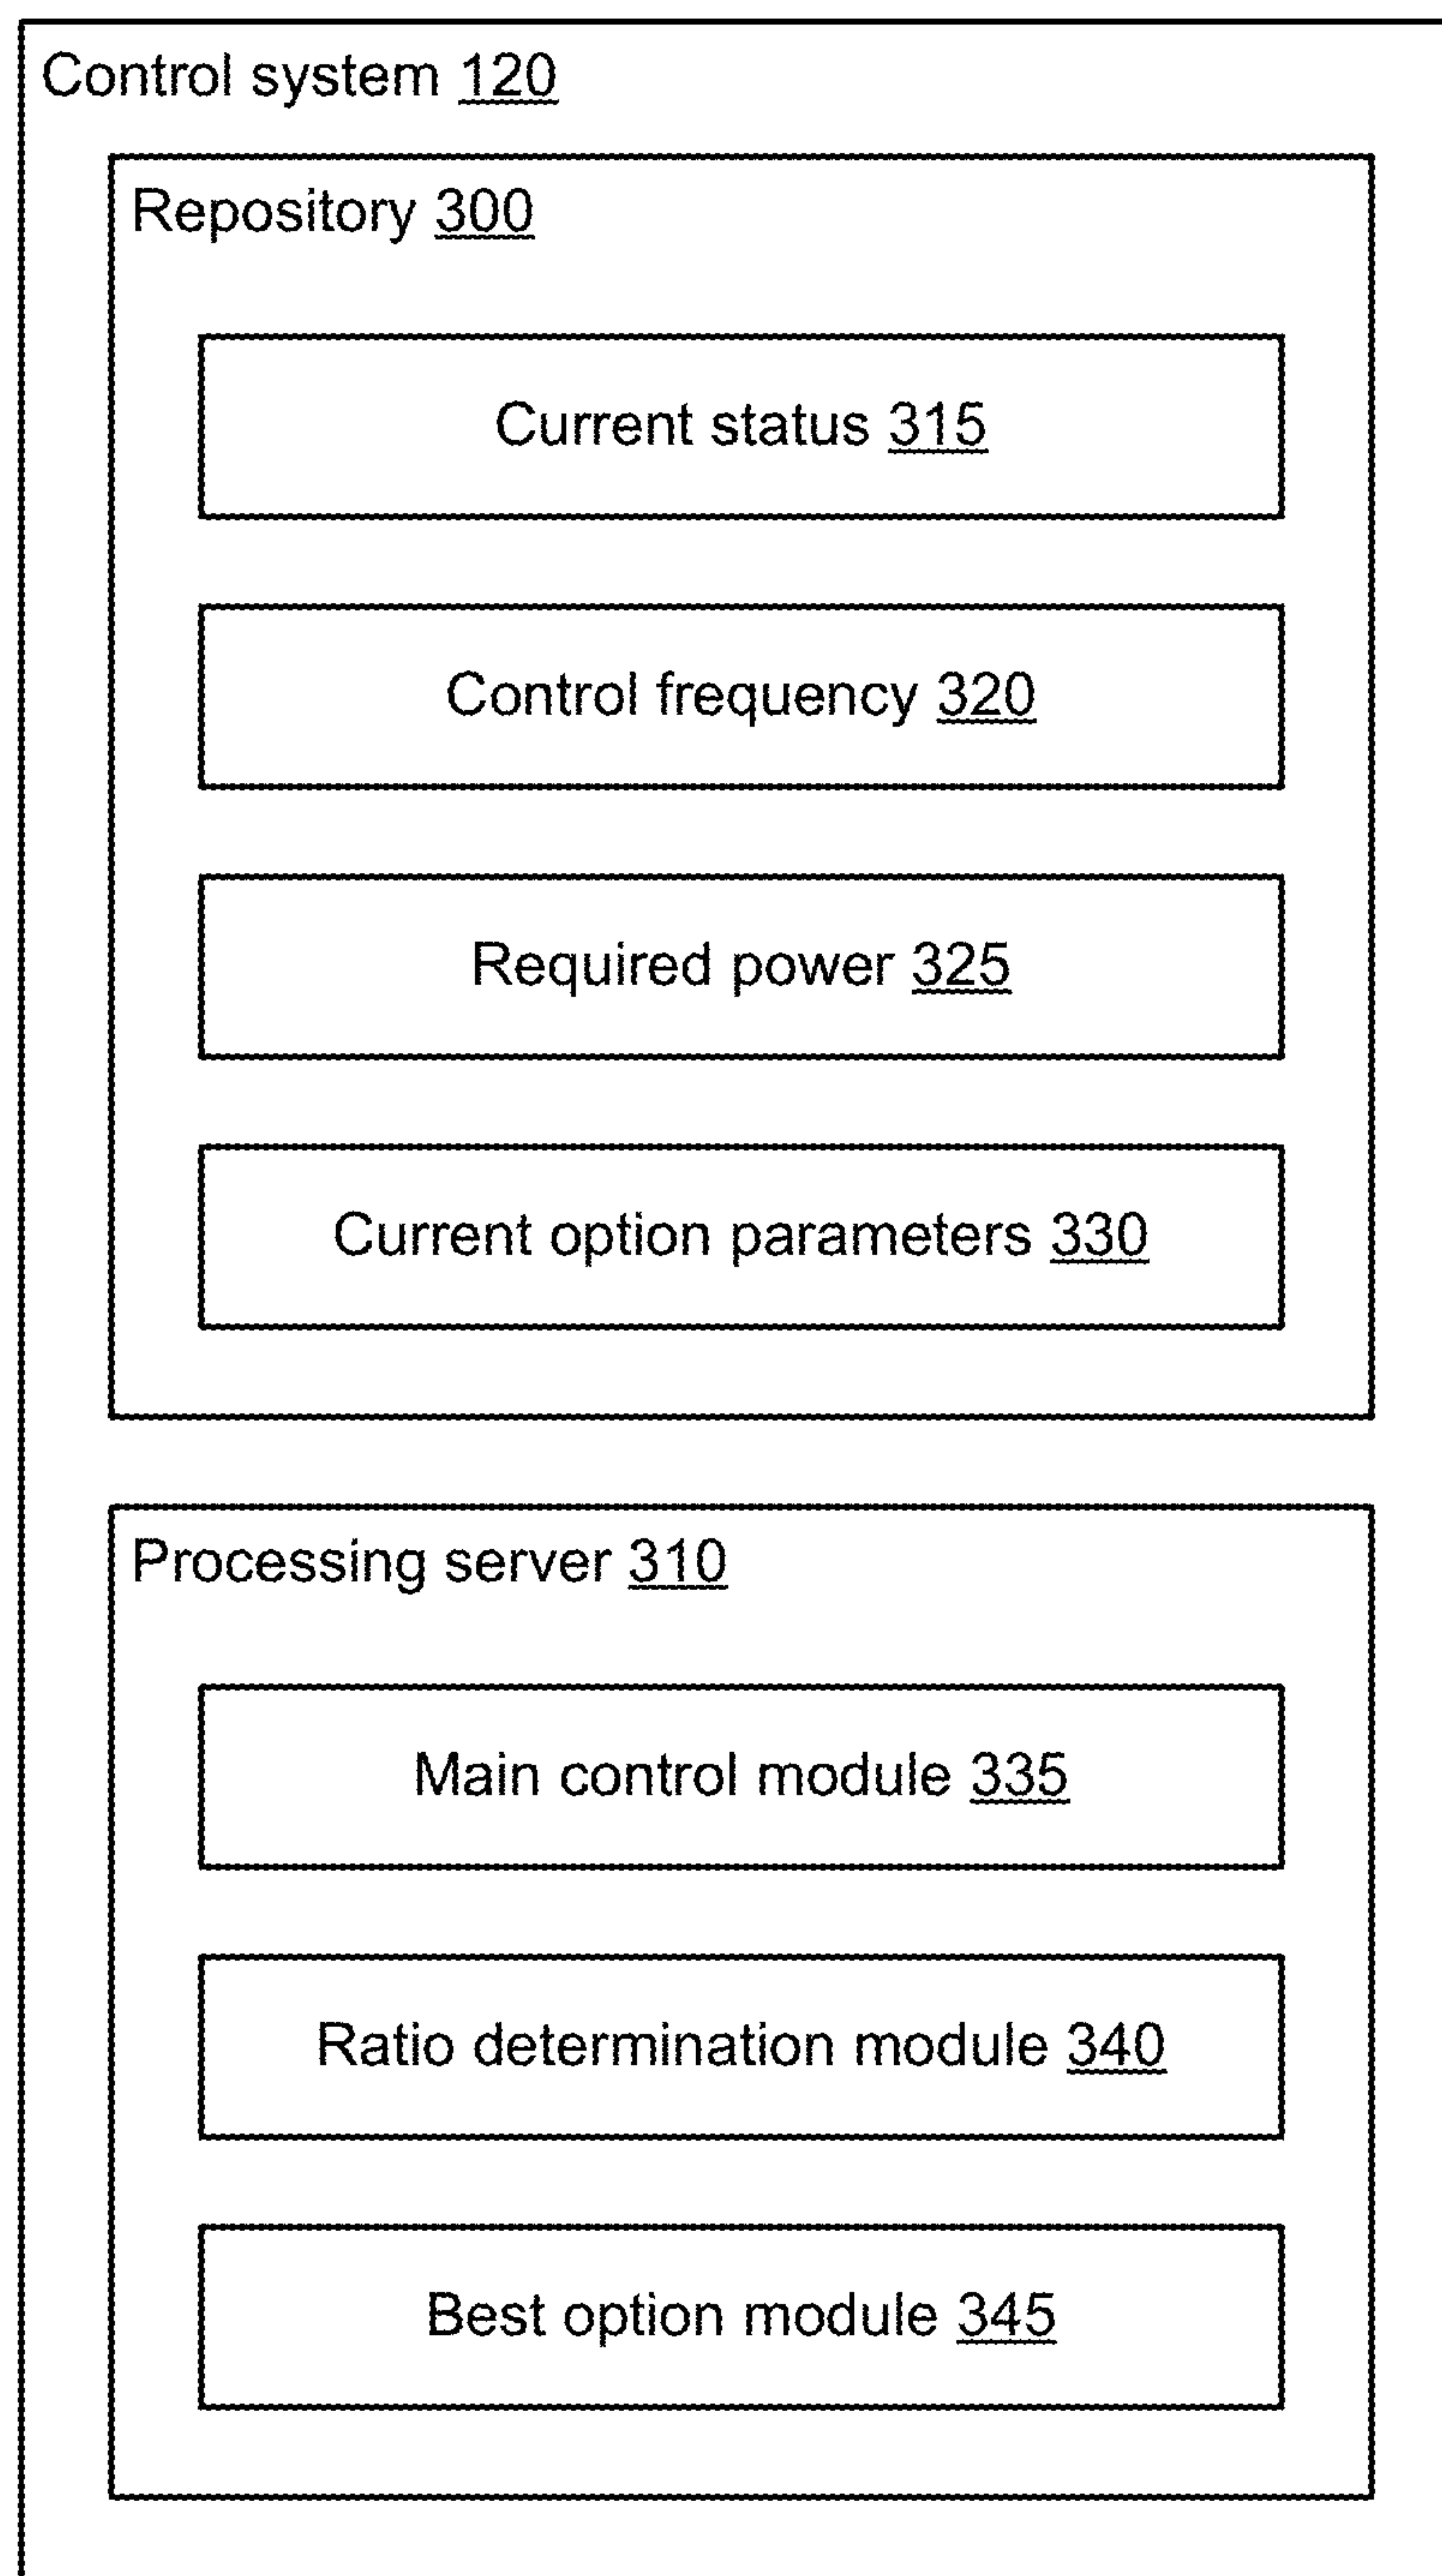 Control system 120
Repository 300
Current status 315
Control frequency 320
Required power 325
Current option parameters 330
Processing server 310
Main control module 335
Ratio determination module 340
Best option module 345